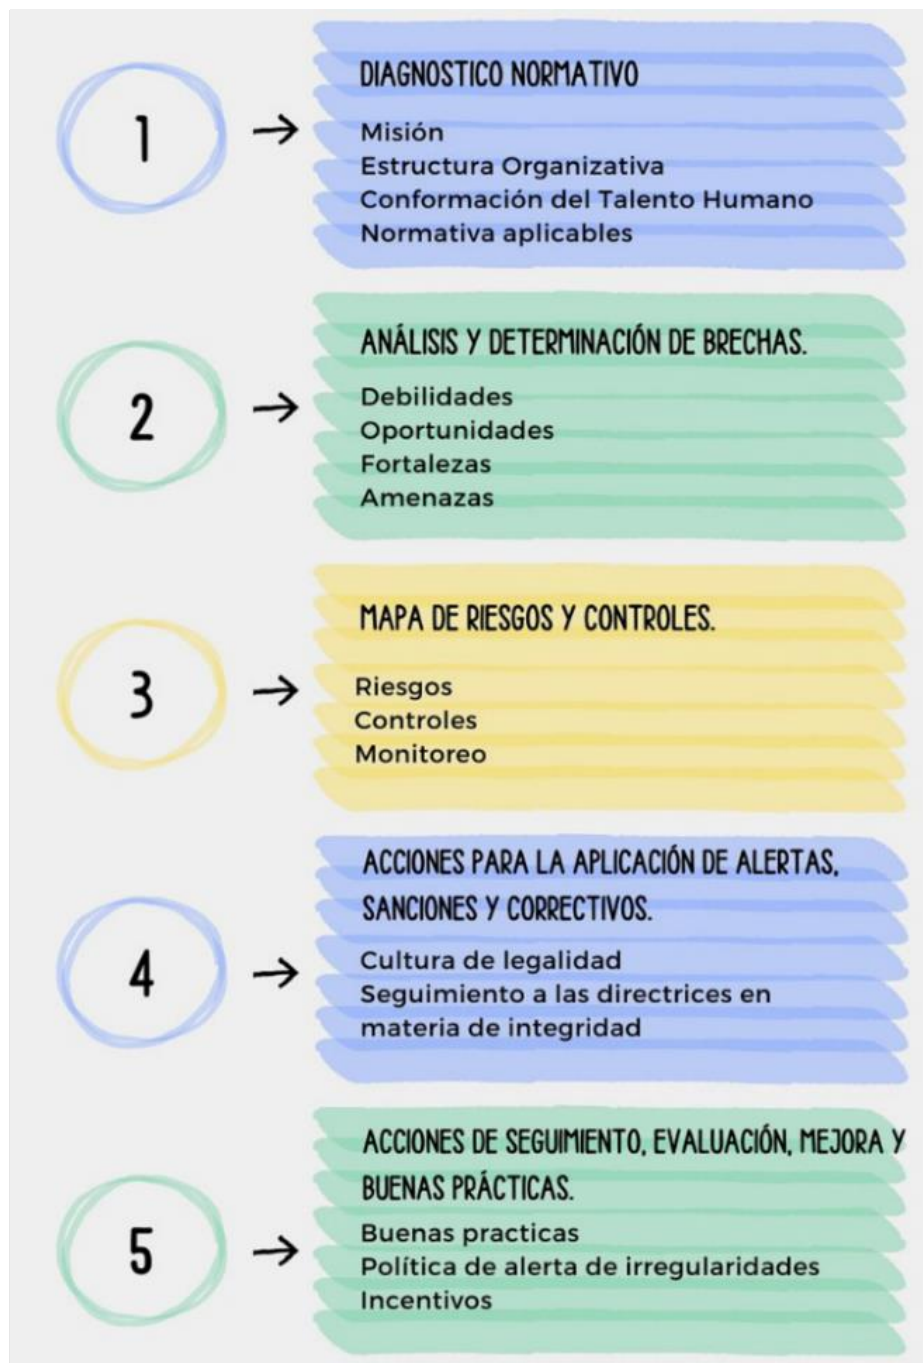 1
DIAGNOSTICO NORMATIVO
Misión
Estructura Organizativa
Conformación del Talento Humano
Normativa aplicables
2
ANÁLISIS Y DETERMINACIÓN DE BRECHAS.
Debilidades
Oportunidades
Fortalezas
Amenazas
3
MAPA DE RIESGOS Y CONTROLES.
Riesgos
Controles
Monitoreo
4
ACCIONES PARA LA APLICACIÓN DE ALERTAS,
SANCIONES Y CORRECTIVOS.
Cultura de legalidad
Seguimiento a las directrices en
materia de integridad
5
ACCIONES DE SEGUIMIENTO, EVALUACIÓN, MEJORA Y
BUENAS PRÁCTICAS.
Buenas practicas
Política de alerta de irregularidades
Incentivos